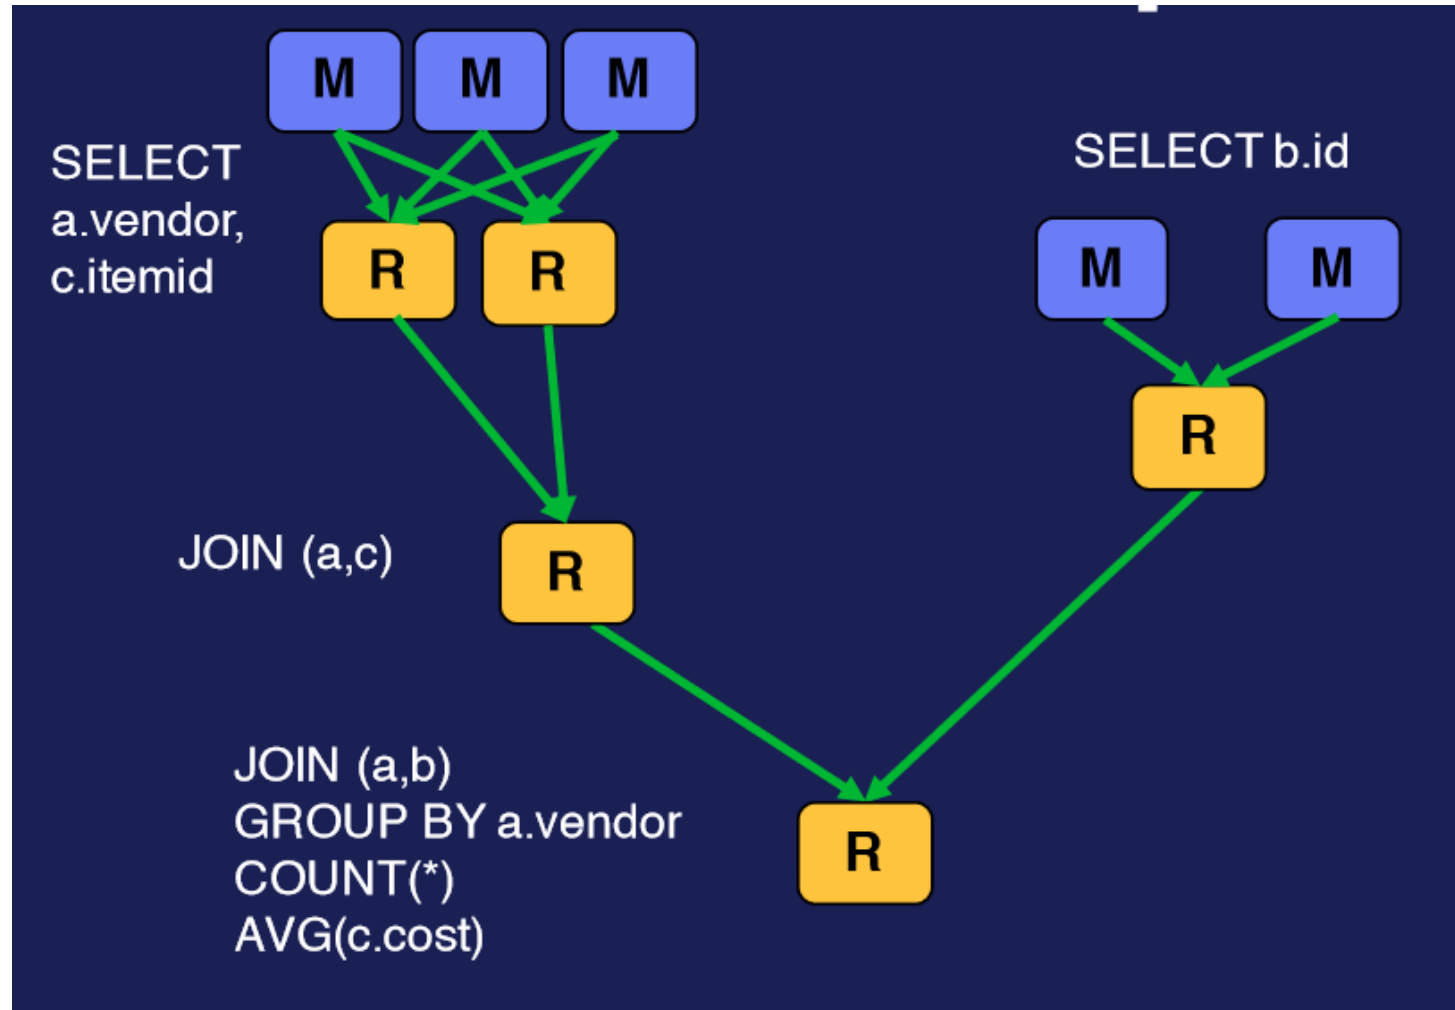 M M M
SELECT
a.vendor,
c.itemid
SELECT b.id
R R
M M
R
JOIN (a,c)
R
JOIN (a,b)
GROUP BY a.vendor
COUNT(*)
AVG(c.cost)
R